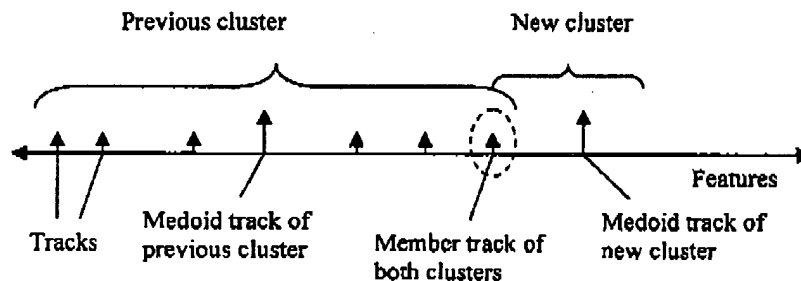 Previous cluster
New cluster
Features
Tracks
Medoid track of
previous cluster
Member track of
both clusters
Medoid track of
new cluster